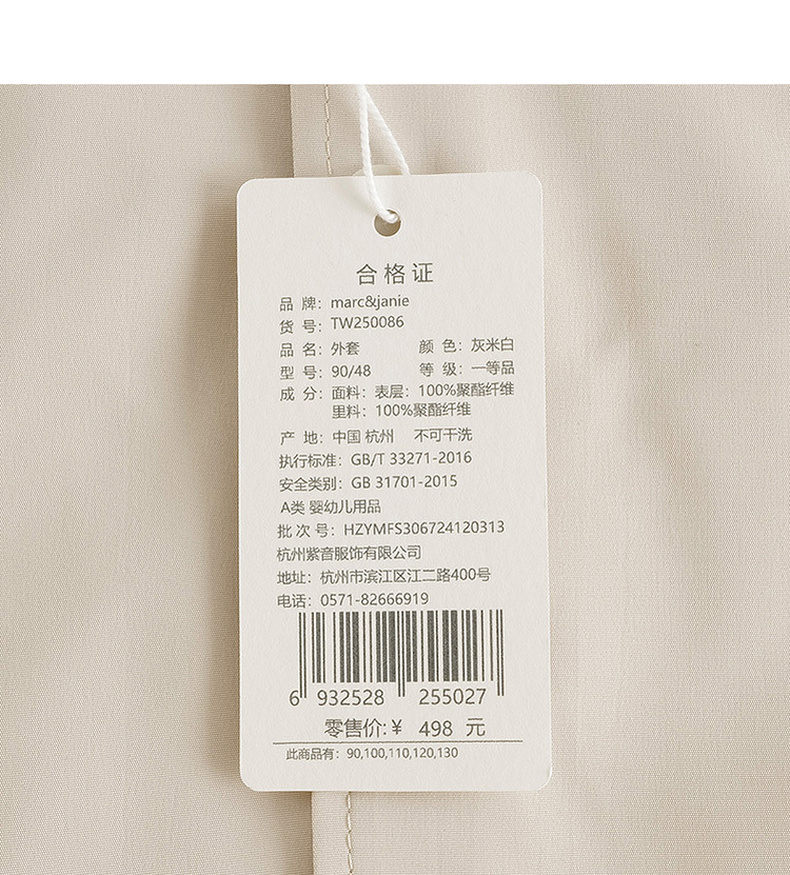 合格证
品 牌：marc&janie
货 号：TW250086
品 名：外套 颜 色：灰米白
型 号：90/48 等 级：一等品
成 分：面料：表层：100%聚酯纤维
里料：100%聚酯纤维
产 地：中国 杭州 不可干洗
执行标准：GB/T 33271-2016
安全类别：GB 31701-2015
A类 婴幼儿用品
批 次 号：HZYMFS306724120313
杭州紫音服饰有限公司
地址：杭州市滨江区江二路400号
电话：0571-82666919
6 932528 255027
零售价:￥ 498 元
此商品有：90,100,110,120,130